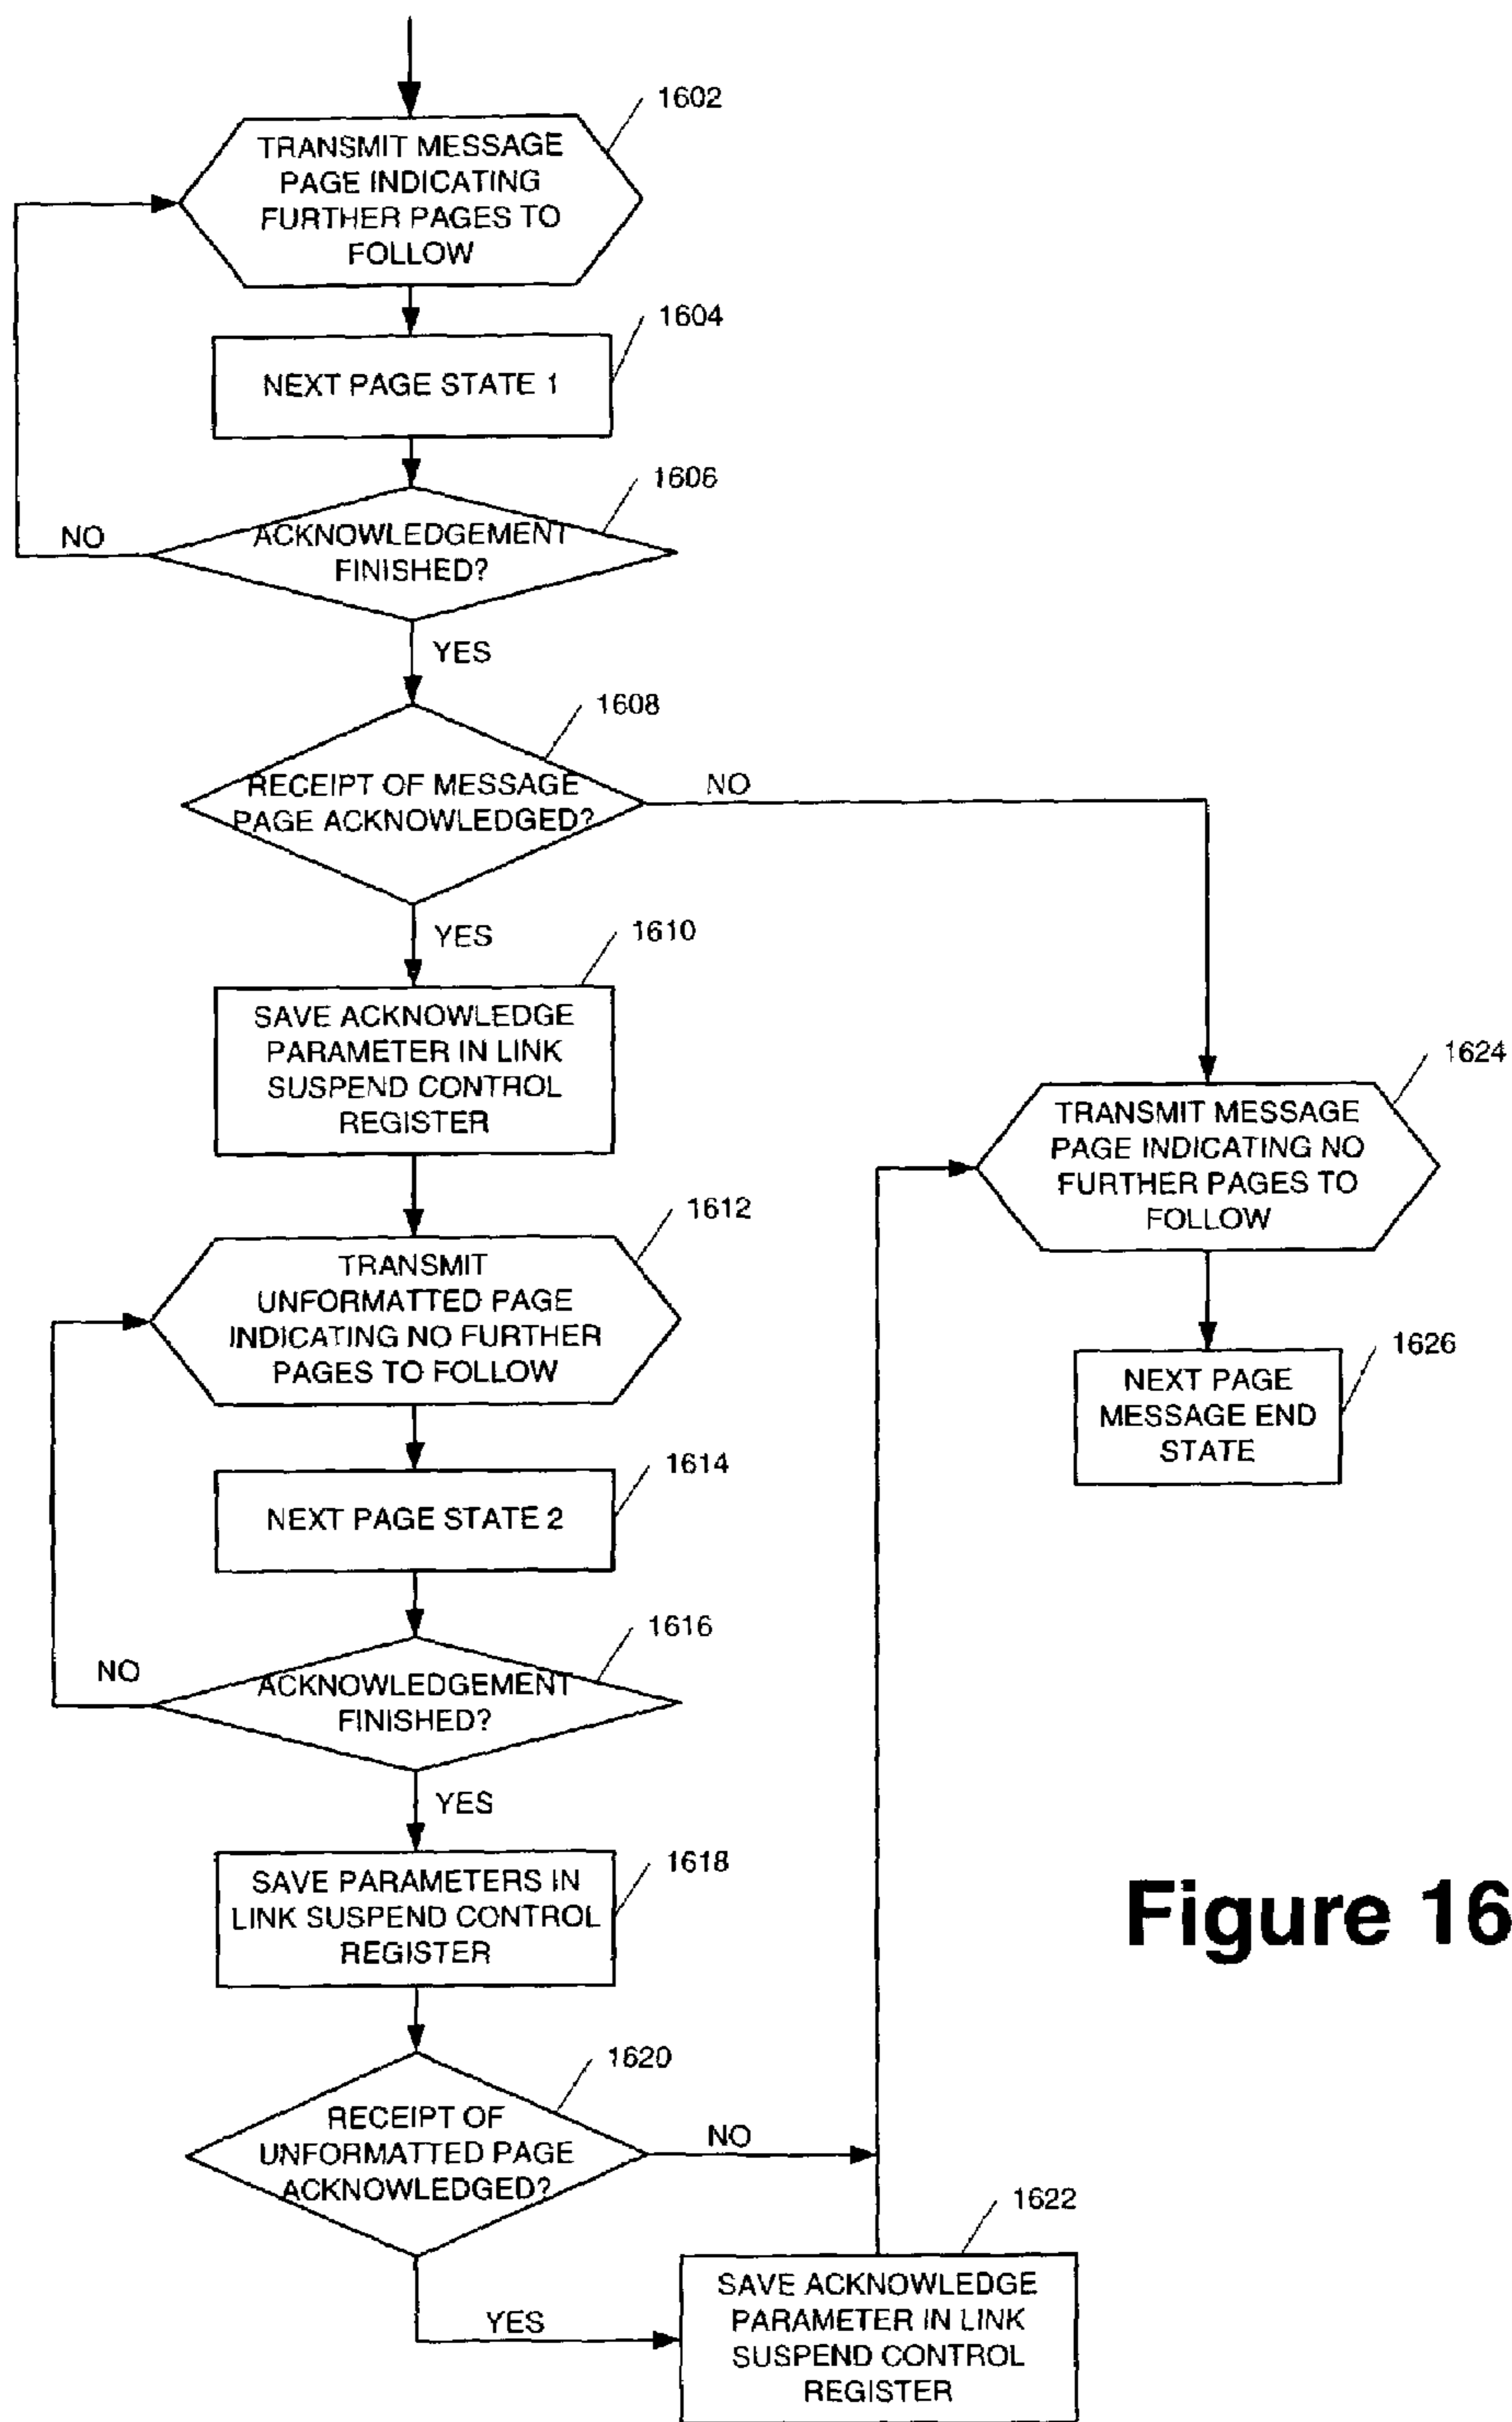 1602
TRANSMIT MESSAGE
PAGE INDICATING
FURTHER PAGES TO
FOLLOW
1604
NEXT PAGE STATE 1
1606
ACKNOWLEDGEMENT
FINISHED?
NO
YES
1608
RECEIPT OF MESSAGE
PAGE ACKNOWLEDGED?
NO
YES
1610
SAVE ACKNOWLEDGE
PARAMETER IN LINK
SUSPEND CONTROL
REGISTER
1612
TRANSMIT
UNFORMATTED PAGE
INDICATING NO FURTHER
PAGES TO FOLLOW
1614
NEXT PAGE STATE 2
1616
ACKNOWLEDGEMENT
FINISHED?
NO
YES
1618
SAVE PARAMETERS IN
LINK SUSPEND CONTROL
REGISTER
1620
RECEIPT OF
UNFORMATTED PAGE
ACKNOWLEDGED?
NO
YES
1622
SAVE ACKNOWLEDGE
PARAMETER IN LINK
SUSPEND CONTROL
REGISTER
1624
TRANSMIT MESSAGE
PAGE INDICATING NO
FURTHER PAGES TO
FOLLOW
1626
NEXT PAGE
MESSAGE END
STATE
Figure 16